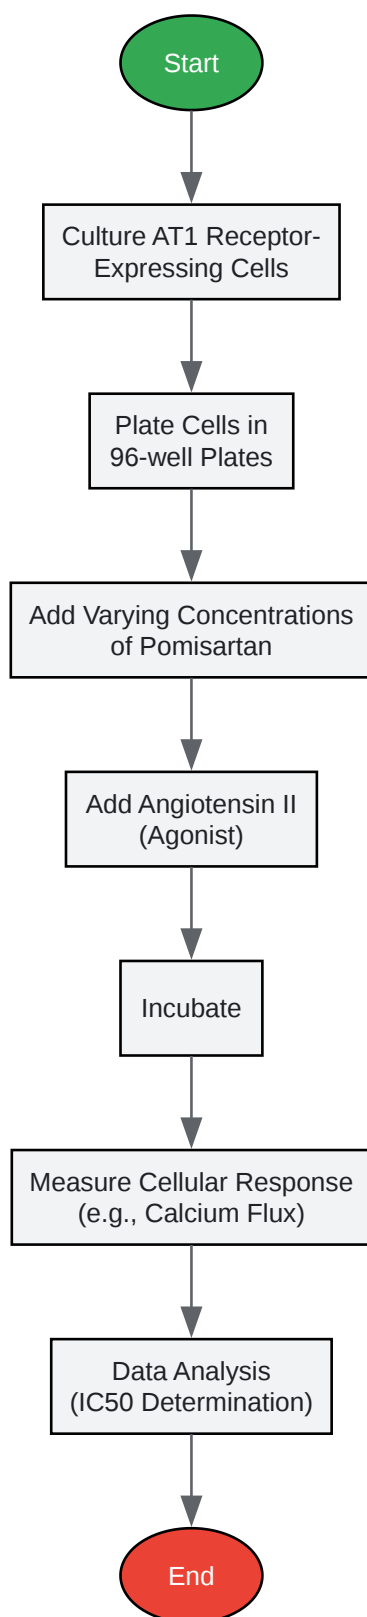 Start
Culture AT1 Receptor-
Expressing Cells
Plate Cells in
96-well Plates
Add Varying Concentrations
of Pomisartan
Add Angiotensin II
(Agonist)
Incubate
Measure Cellular Response
(e.g., Calcium Flux)
Data Analysis
(IC50 Determination)
End